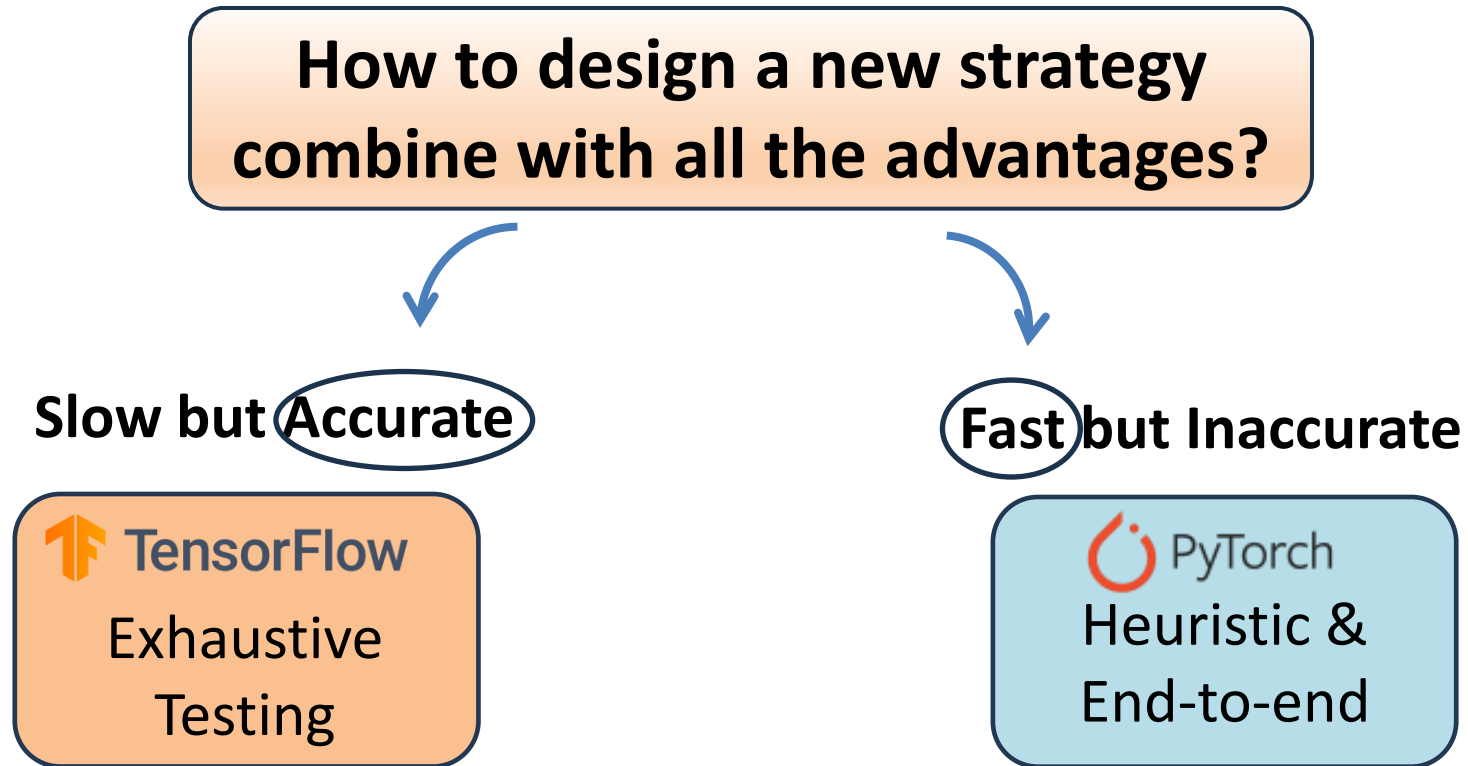 How to design a new strategy
combine with all the advantages?
Slow but Accurate
Fast but Inaccurate
TensorFlow
Exhaustive
Testing
PyTorch
Heuristic &
End-to-end